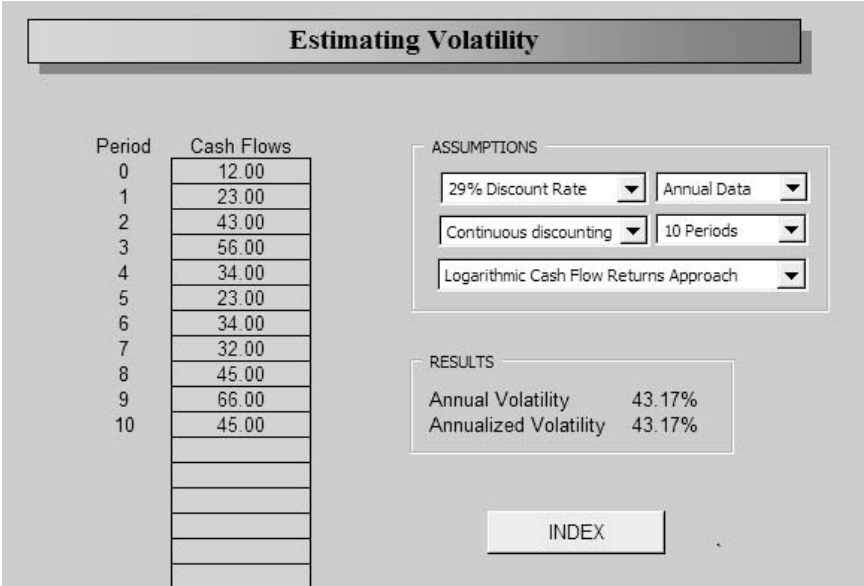 Estimating Volatility
Period Cash Flows
0 12.00
1 23.00
2 43.00
3 56.00
4 34.00
5 23.00
6 34.00
7 32.00
8 45.00
9 66.00
10 45.00
ASSUMPTIONS
29% Discount Rate Annual Data
Continuous discounting 10 Periods
Logarithmic Cash Flow Returns Approach
RESULTS
Annual Volatility 43.17%
Annualized Volatility 43.17%
INDEX